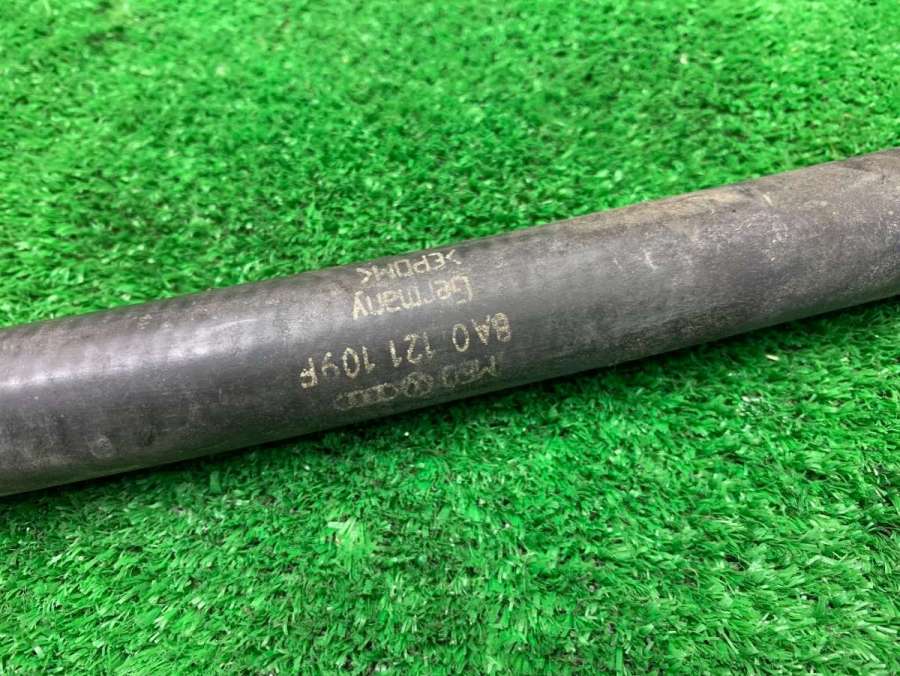 8A0 121 109F
Germany
>EPDM<